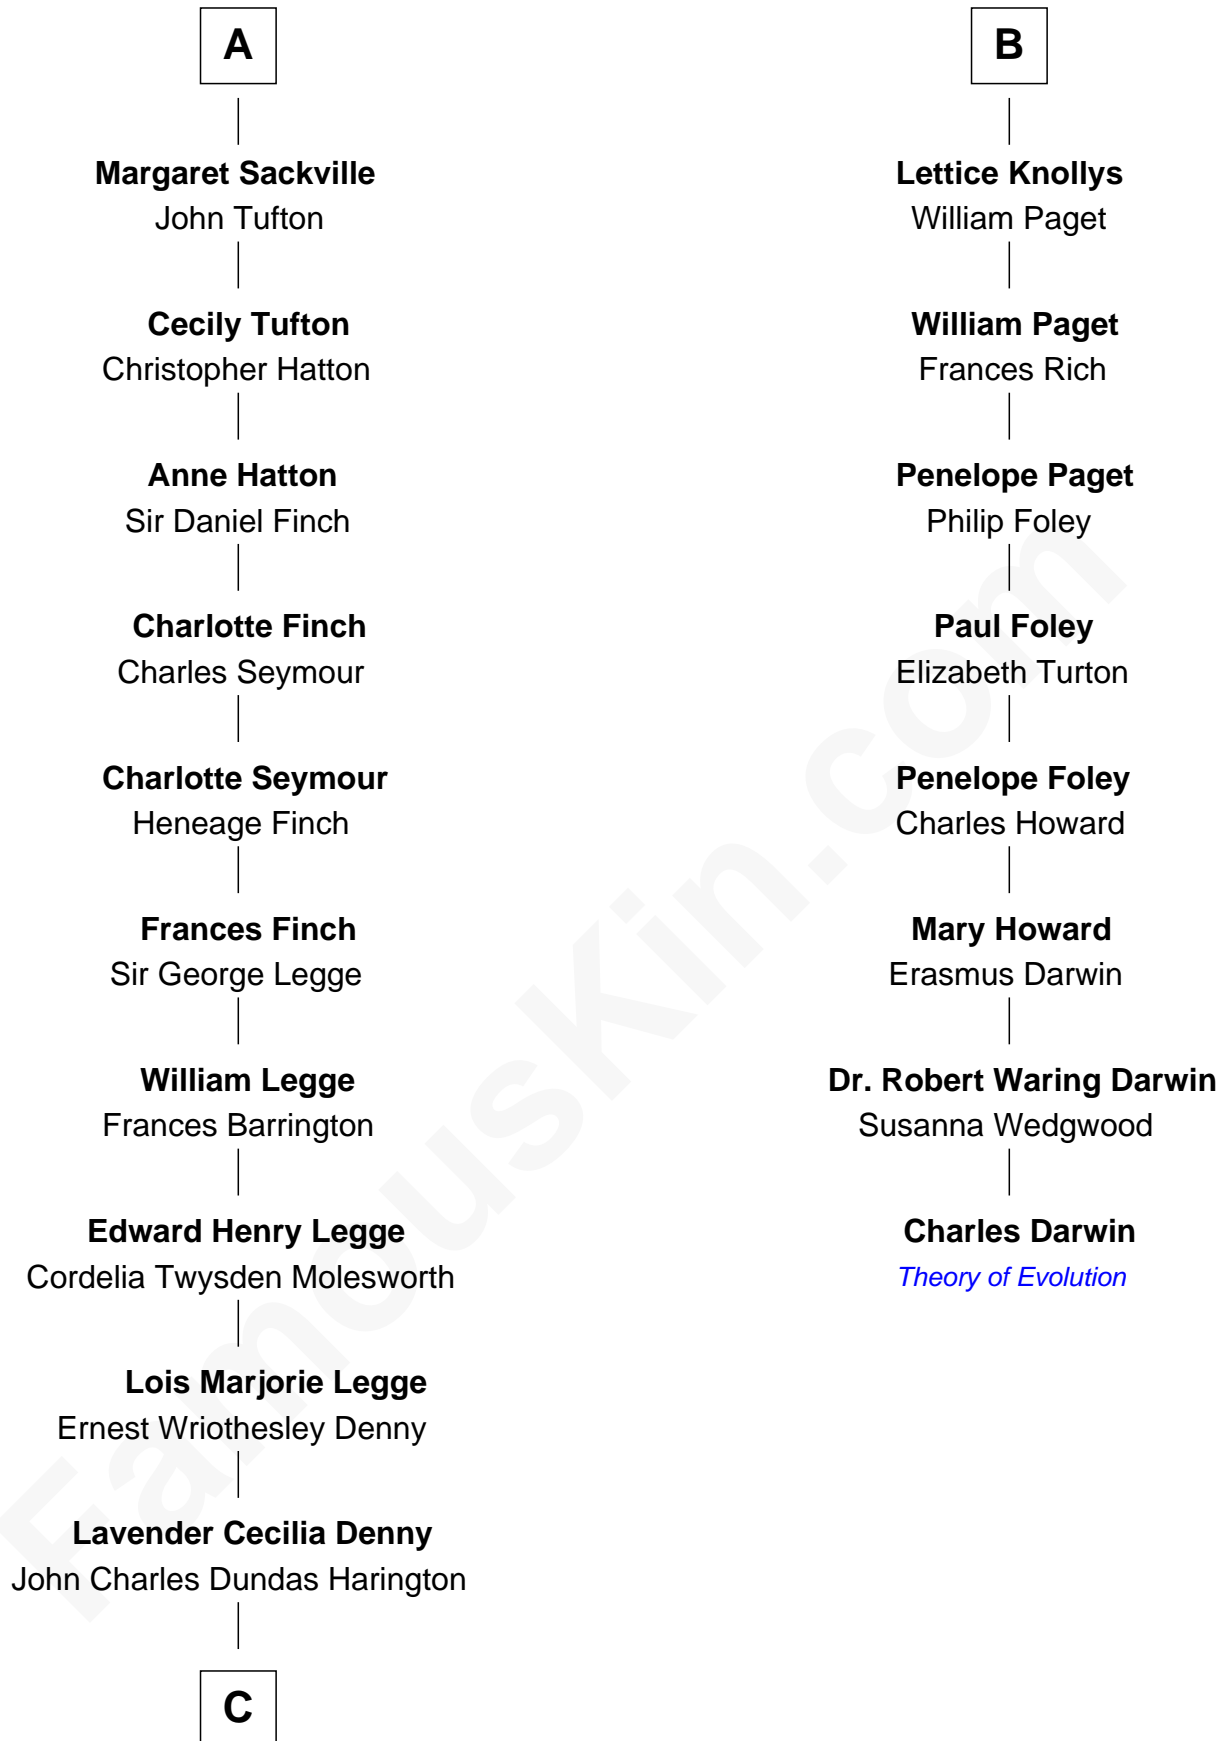 A
Margaret Sackville
John Tufton
Cecily Tufton
Christopher Hatton
Anne Hatton
Sir Daniel Finch
Charlotte Finch
Charles Seymour
Charlotte Seymour
Heneage Finch
Frances Finch
Sir George Legge
William Legge
Frances Barrington
Edward Henry Legge
Cordelia Twysden Molesworth
Lois Marjorie Legge
Ernest Wriothesley Denny
Lavender Cecilia Denny
John Charles Dundas Harington
C
B
Lettice Knollys
William Paget
William Paget
Frances Rich
Penelope Paget
Philip Foley
Paul Foley
Elizabeth Turton
Penelope Foley
Charles Howard
Mary Howard
Erasmus Darwin
Dr. Robert Waring Darwin
Susanna Wedgwood
Charles Darwin
Theory of Evolution
FamousKin.com